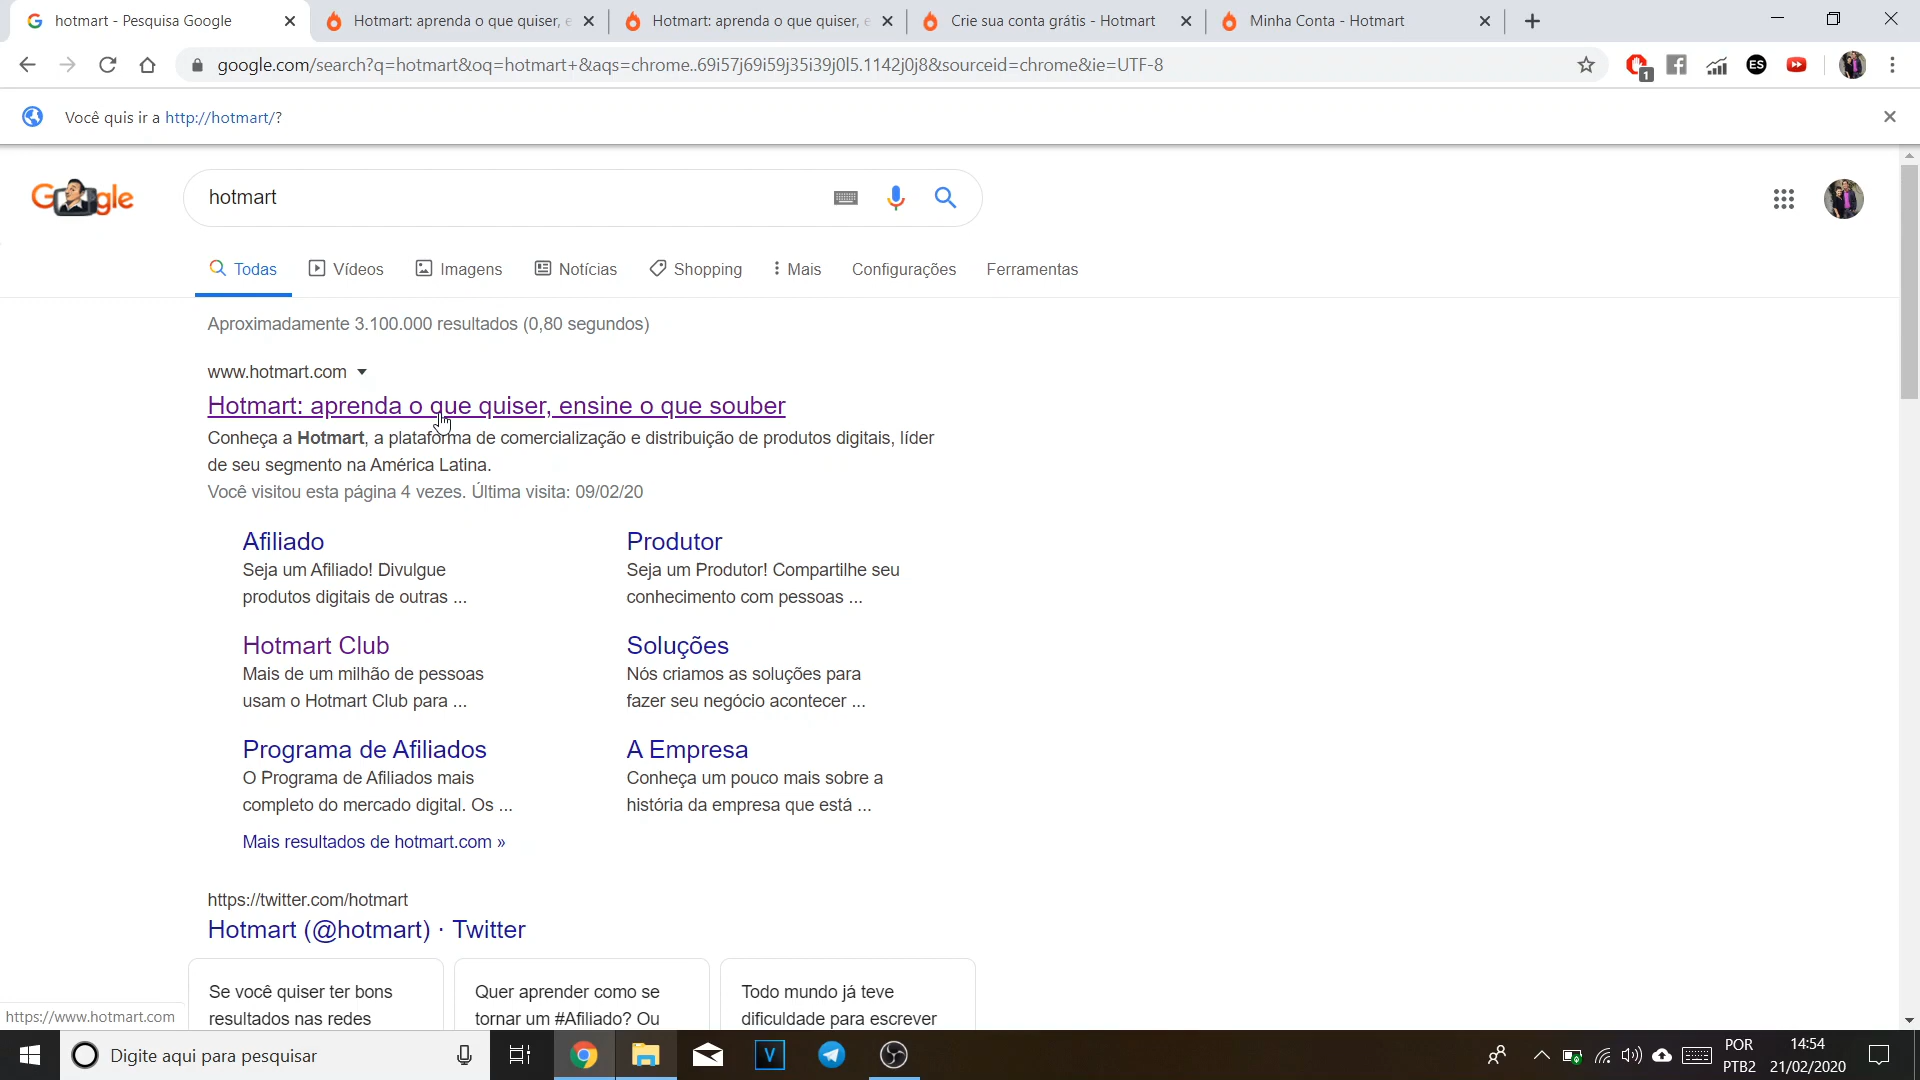 hotmart - Pesquisa Google
Hotmart: aprenda o que quiser, e
Hotmart: aprenda o que quiser, e
Crie sua conta grátis - Hotmart
Minha Conta - Hotmart
google.com/search?q=hotmart&oq=hotmart+&aqs=chrome..69i57j69i59j35i39j0l5.1142j0j8&sourceid=chrome&ie=UTF-8
1
ES
Você quis ir a http://hotmart/?
Google
hotmart
Todas
Vídeos
Imagens
Notícias
Shopping
Mais
Configurações
Ferramentas
Aproximadamente 3.100.000 resultados (0,80 segundos)
www.hotmart.com
Hotmart: aprenda o que quiser, ensine o que souber
Conheça a Hotmart, a plataforma de comercialização e distribuição de produtos digitais, líder
de seu segmento na América Latina.
Você visitou esta página 4 vezes. Última visita: 09/02/20
Afiliado
Seja um Afiliado! Divulgue
produtos digitais de outras ...
Produtor
Seja um Produtor! Compartilhe seu
conhecimento com pessoas ...
Hotmart Club
Mais de um milhão de pessoas
usam o Hotmart Club para ...
Soluções
Nós criamos as soluções para
fazer seu negócio acontecer ...
Programa de Afiliados
O Programa de Afiliados mais
completo do mercado digital. Os ...
A Empresa
Conheça um pouco mais sobre a
história da empresa que está ...
Mais resultados de hotmart.com »
https://twitter.com/hotmart
Hotmart (@hotmart) · Twitter
Se você quiser ter bons
resultados nas redes
Quer aprender como se
tornar um #Afiliado? Ou
Todo mundo já teve
dificuldade para escrever
https://www.hotmart.com
Digite aqui para pesquisar
V
POR
PTB2
14:54
21/02/2020